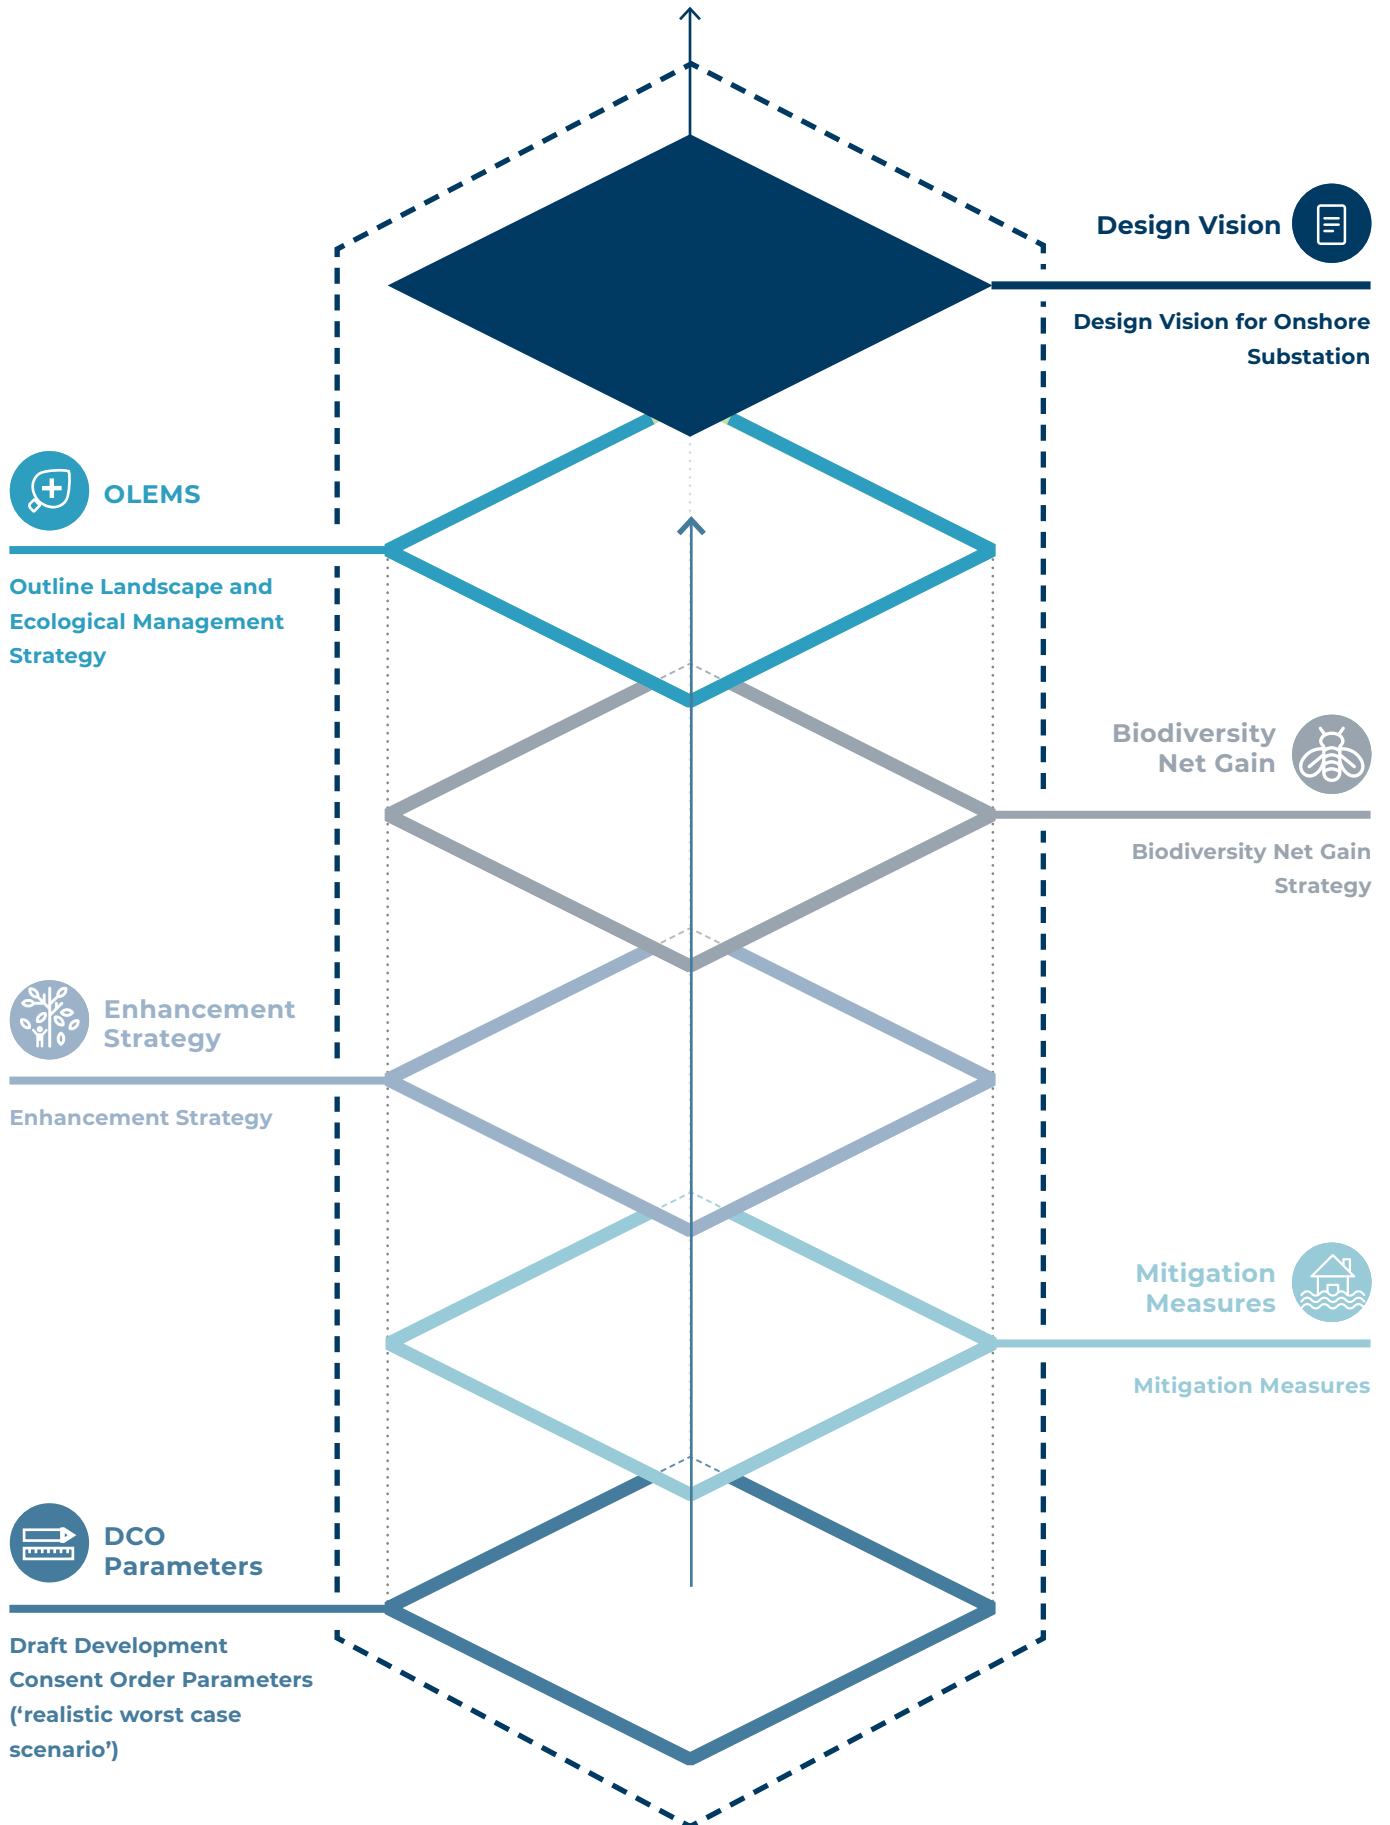 Design Vision
Design Vision for Onshore
Substation
OLEMS
Outline Landscape and
Ecological Management
Strategy
Biodiversity
Net Gain
Biodiversity Net Gain
Strategy
Enhancement
Strategy
Enhancement Strategy
Mitigation
Measures
Mitigation Measures
DCO
Parameters
Draft Development
Consent Order Parameters
(‘realistic worst case
scenario’)